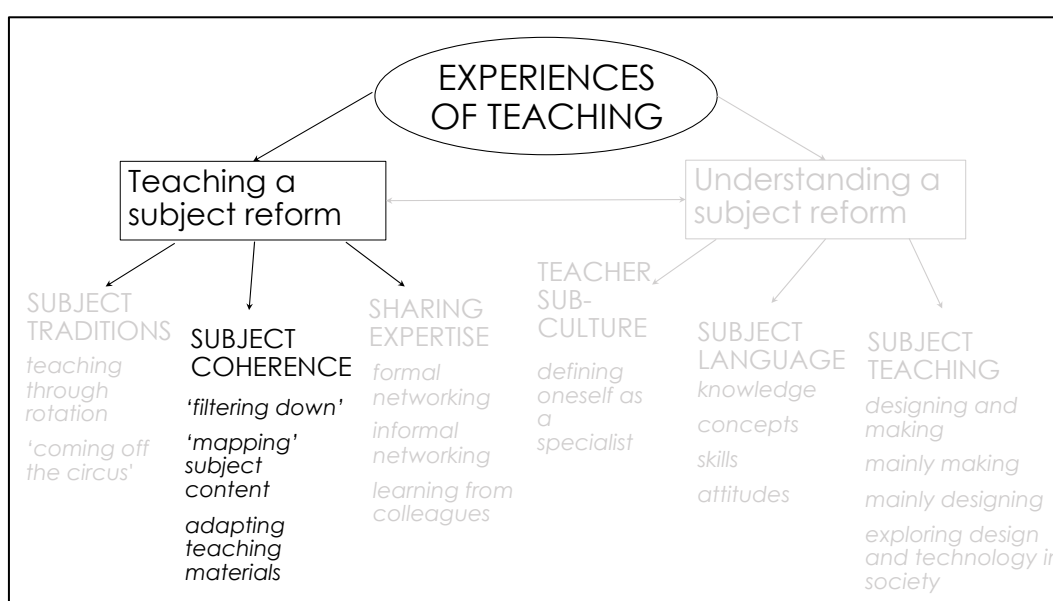 EXPERIENCES
OF TEACHING
Teaching a
subject reform
Understanding a
subject reform
SUBJECT
TRADITIONS
teaching
through
rotation
‘coming off
the circus'
SUBJECT
COHERENCE
‘filtering down’
‘mapping’
subject
content
adapting
teaching
materials
SHARING
EXPERTISE
formal
networking
informal
networking
learning from
colleagues
TEACHER
SUB-
CULTURE
defining
oneself as
a
specialist
SUBJECT
LANGUAGE
knowledge
concepts
skills
attitudes
SUBJECT
TEACHING
designing and
making
mainly making
mainly designing
exploring design
and technology in
society